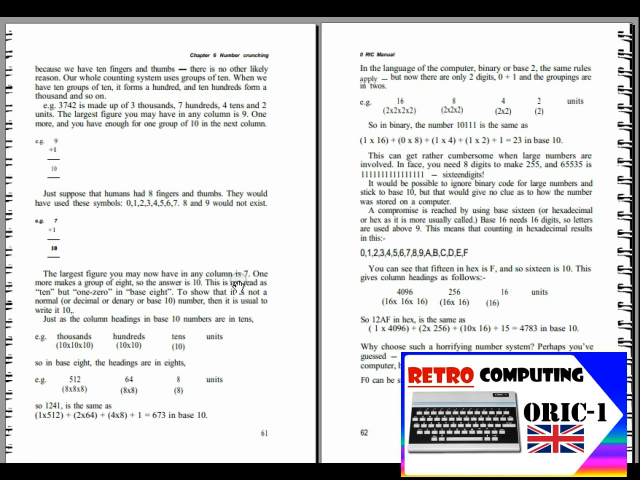 Chapter 6 Number crunching
because we have ten fingers and thumbs — there is no other likely
reason. Our whole counting system uses groups of ten. When we
have ten groups of ten, it forms a hundred, and ten hundreds form a
thousand and so on.
e.g. 3742 is made up of 3 thousands, 7 hundreds, 4 tens and 2
units. The largest figure you may have in any column is 9. One
more, and you have enough for one group of 10 in the next column.
e.g. 9
+1
10
Just suppose that humans had 8 fingers and thumbs. They would
have used these symbols: 0,1,2,3,4,5,6,7. 8 and 9 would not exist.
e.g. 7
+1
10
The largest figure you may now have in any column is 7. One
more makes a group of eight, so the answer is 10. This is read as
"ten" but "one-zero" in "base eight". To show that it is not a
normal (or decimal or denary or base 10) number, then it is usual to
write it 10,.
Just as the column headings in base 10 numbers are in tens,
e.g. thousands hundreds tens units
(10x10x10) (10x10) (10)
so in base eight, the headings are in eights,
e.g. 512 64 8 units
(8x8x8) (8x8) (8)
so 1241, is the same as
(1x512) + (2x64) + (4x8) + 1 = 673 in base 10.
61
0 RIC Manual
In the language of the computer, binary or base 2, the same rules
apply — but now there are only 2 digits, 0 + 1 and the groupings are
in twos.
e.g. 16 8 4 2 units
(2x2x2x2) (2x2x2) (2x2) (2)
So in binary, the number 10111 is the same as
(1 x 16) + (0 x 8) + (1 x 4) + (1 x 2) + 1 = 23 in base 10.
This can get rather cumbersome when large numbers are
involved. In face, you need 8 digits to make 255, and 65535 is
1111111111111111 — sixteendigits!
It would be possible to ignore binary code for large numbers and
stick to base 10, but that would give no clue as to how the number
was stored on a computer.
A compromise is reached by using base sixteen (or hexadecimal
or hex as it is more usually called.) Base 16 needs 16 digits, so letters
are used above 9. This means that counting in hexadecimal results
in this:-
0,1,2,3,4,5,6,7,8,9,A,B,C,D,E,F
You can see that fifteen in hex is F, and so sixteen is 10. This
gives column headings as follows:-
4096 256 16 units
(16x 16x 16) (16x 16) (16)
So 12AF in hex, is the same as
( 1 x 4096) + (2x 256) + (10x 16) + 15 = 4783 in base 10.
Why choose such a horrifying number system? Perhaps you've
guessed —
computer, b
F0 can be s
62
RETRO COMPUTING
ORIC-1